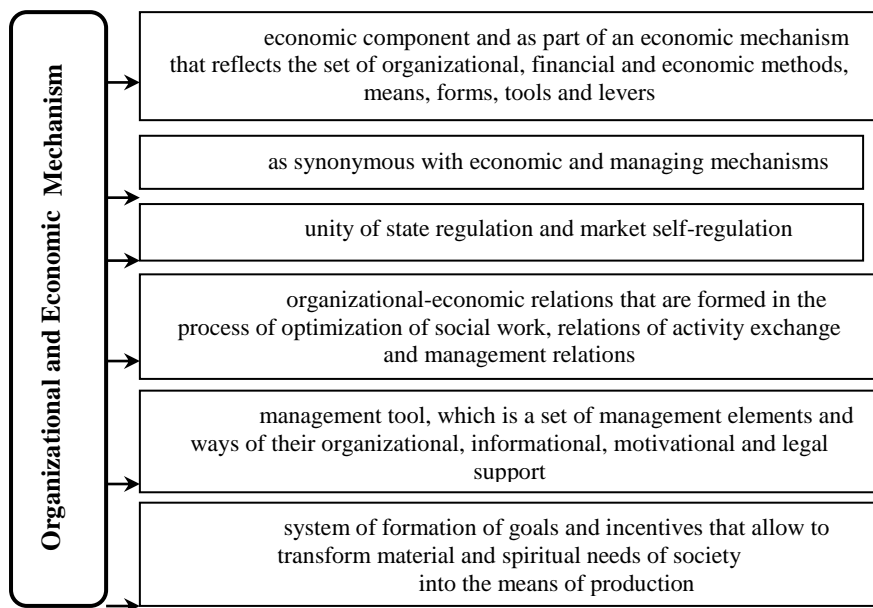 Organizational and Economic Mechanism
economic component and as part of an economic mechanism
that reflects the set of organizational, financial and economic methods,
means, forms, tools and levers
as synonymous with economic and managing mechanisms
unity of state regulation and market self-regulation
organizational-economic relations that are formed in the
process of optimization of social work, relations of activity exchange
and management relations
management tool, which is a set of management elements and
ways of their organizational, informational, motivational and legal
support
system of formation of goals and incentives that allow to
transform material and spiritual needs of society
into the means of production